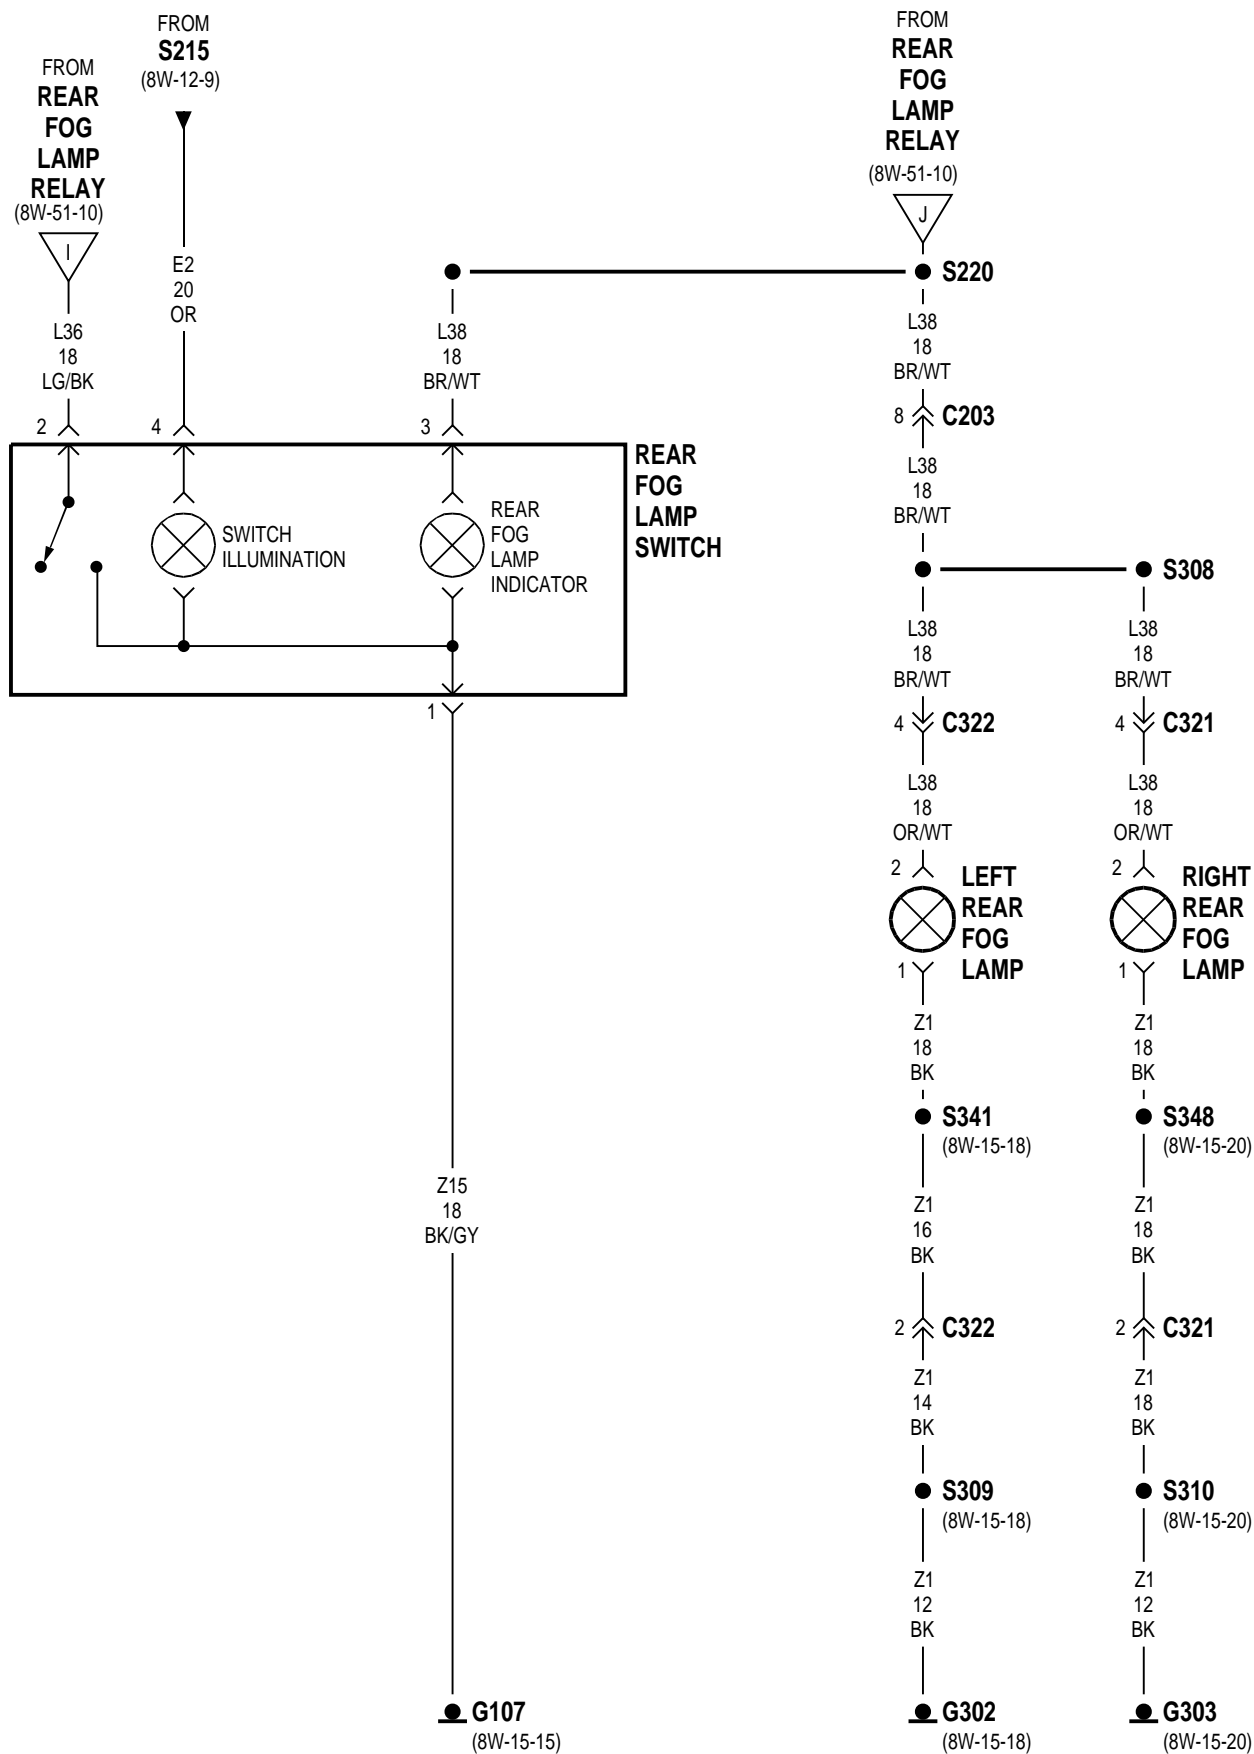 FROM
REAR
FOG
LAMP
RELAY
(8W-51-10)
I
L36
18
LG/BK
2
FROM
S215
(8W-12-9)
E2
20
OR
4
L38
18
BR/WT
3
FROM
REAR
FOG
LAMP
RELAY
(8W-51-10)
J
S220
L38
18
BR/WT
8
C203
L38
18
BR/WT
S308
REAR
FOG
LAMP
SWITCH
SWITCH
ILLUMINATION
REAR
FOG
LAMP
INDICATOR
1
Z15
18
BK/GY
G107
(8W-15-15)
L38
18
BR/WT
4
C322
L38
18
OR/WT
2
LEFT
REAR
FOG
LAMP
1
Z1
18
BK
S341
(8W-15-18)
Z1
16
BK
2
C322
Z1
14
BK
S309
(8W-15-18)
Z1
12
BK
G302
(8W-15-18)
L38
18
BR/WT
4
C321
L38
18
OR/WT
2
RIGHT
REAR
FOG
LAMP
1
Z1
18
BK
S348
(8W-15-20)
Z1
18
BK
2
C321
Z1
18
BK
S310
(8W-15-20)
Z1
12
BK
G303
(8W-15-20)